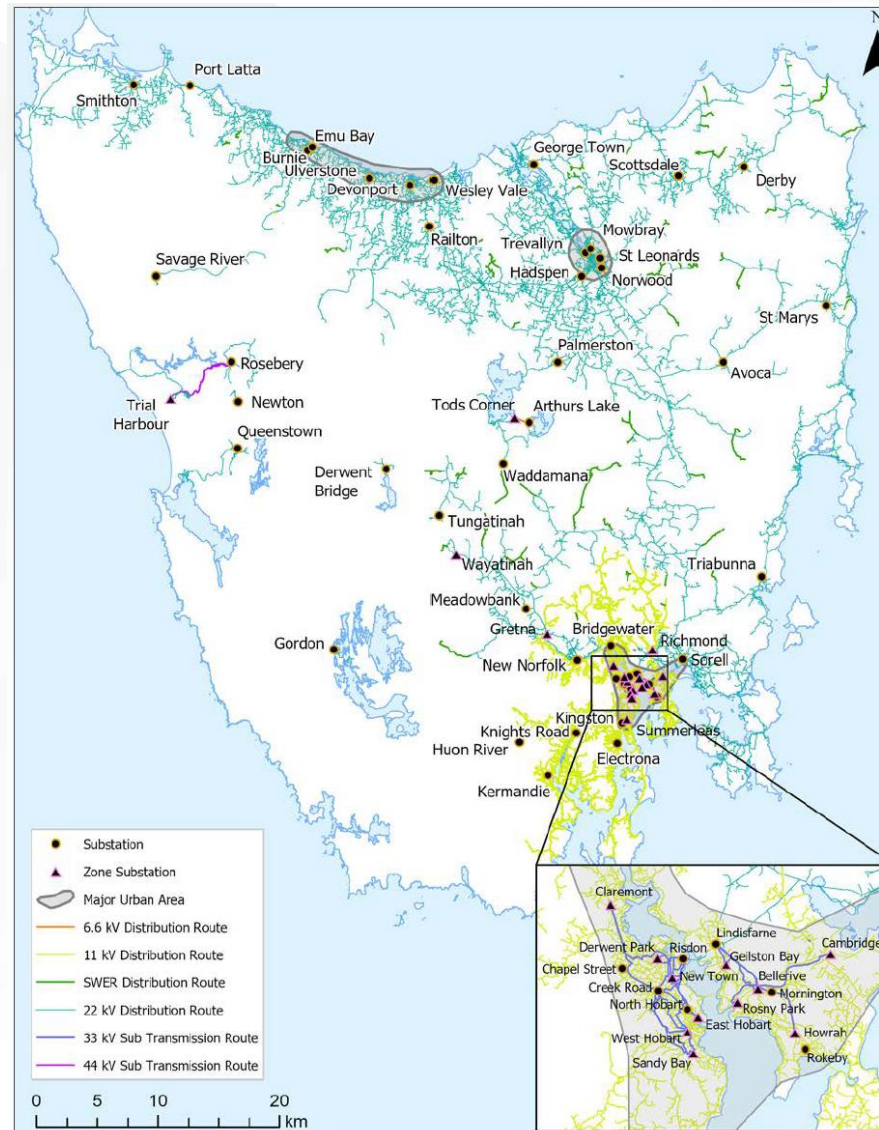 N
Port Latta
Smithton
Emu Bay
Burnie
Ulverstone
Devonport
Wesley Vale
George Town
Scottsdale
Derby
Railton
Mowbray
Trevallyn
St Leonards
Hadspen
Norwood
Savage River
St Marys
Palmerston
Avoca
Rosebery
Trial
Harbour
Newton
Tods Corner
Arthurs Lake
Queenstown
Derwent
Bridge
Waddamana
Tungatinah
Wayatinah
Triabunna
Meadowbank
Gretna
Bridgewater
Richmond
Gordon
New Norfolk
Sorell
Kingston
Knights Road
Summerleas
Huon River
Electrona
Kermandie
Substation
Zone Substation
Major Urban Area
6.6 kV Distribution Route
11 kV Distribution Route
SWER Distribution Route
22 kV Distribution Route
33 kV Sub Transmission Route
44 kV Sub Transmission Route
0 10 20
km
Claremont
Lindisfarne
Derwent Park
Risdon
Geilston Bay
Cambridge
Chapel Street
New Town
Bellerive
Creek Road
Mornington
North Hobart
Rosny Park
East Hobart
West Hobart
Howrah
Sandy Bay
Rokeby